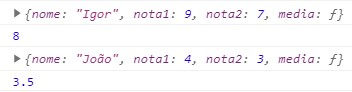 ▶ {nome: "Igor", nota1: 9, nota2: 7, media: ƒ}
8
▶ {nome: "João", nota1: 4, nota2: 3, media: ƒ}
3.5